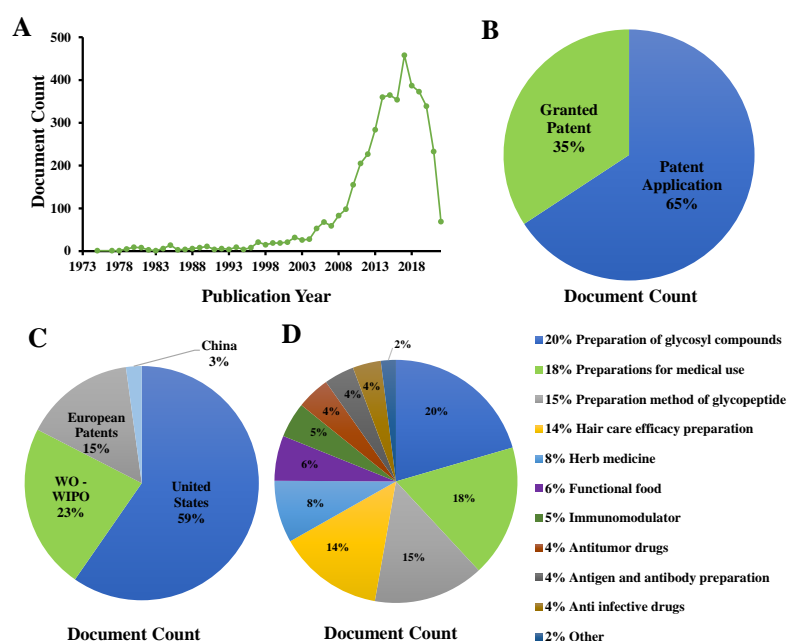 A
Document Count
500
400
300
200
100
0
1973
1978
1983
1988
1993
1998
2003
2008
2013
2018
Publication Year
B
Granted
Patent
35%
Patent
Application
65%
Document Count
C
China
3%
European
Patents
15%
WO -
WIPO
23%
United
States
59%
Document Count
D
2%
4%
4%
4%
5%
6%
8%
14%
15%
18%
20%
Document Count
20% Preparation of glycosyl compounds
18% Preparations for medical use
15% Preparation method of glycopeptide
14% Hair care efficacy preparation
8% Herb medicine
6% Functional food
5% Immunomodulator
4% Antitumor drugs
4% Antigen and antibody preparation
4% Anti infective drugs
2% Other